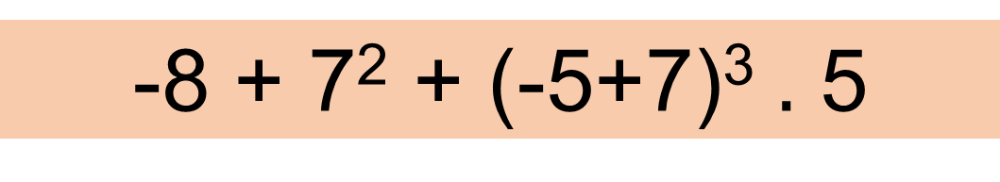 -8 + 7² + (-5+7)³ . 5